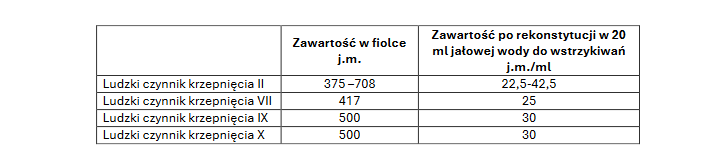 Zawartość w fiolce
j.m.
Zawartość po rekonstytucji w 20
ml jałowej wody do wstrzykiwań
j.m./ml
Ludzki czynnik krzepnięcia II 375 –708 22,5-42,5
Ludzki czynnik krzepnięcia VII 417 25
Ludzki czynnik krzepnięcia IX 500 30
Ludzki czynnik krzepnięcia X 500 30